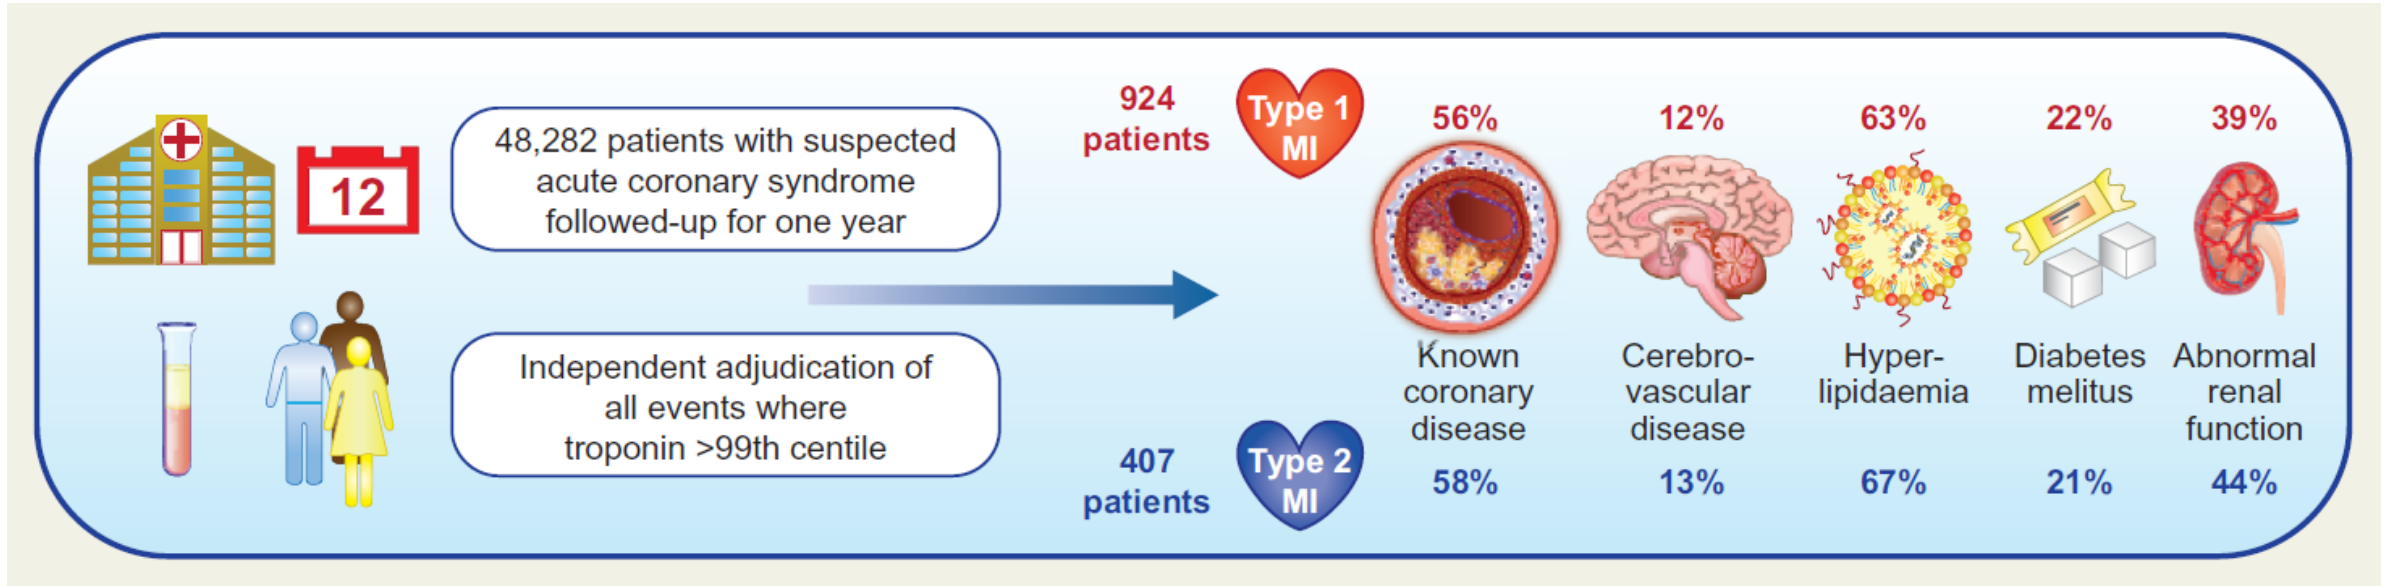 12
48,282 patients with suspected
acute coronary syndrome
followed-up for one year
Independent adjudication of
all events where
troponin >99th centile
924
patients
Type 1
MI
56%
12%
63%
22%
39%
Known
coronary
disease
Cerebro-
vascular
disease
Hyper-
lipidaemia
Diabetes
melitus
Abnormal
renal
function
407
patients
Type 2
MI
58%
13%
67%
21%
44%